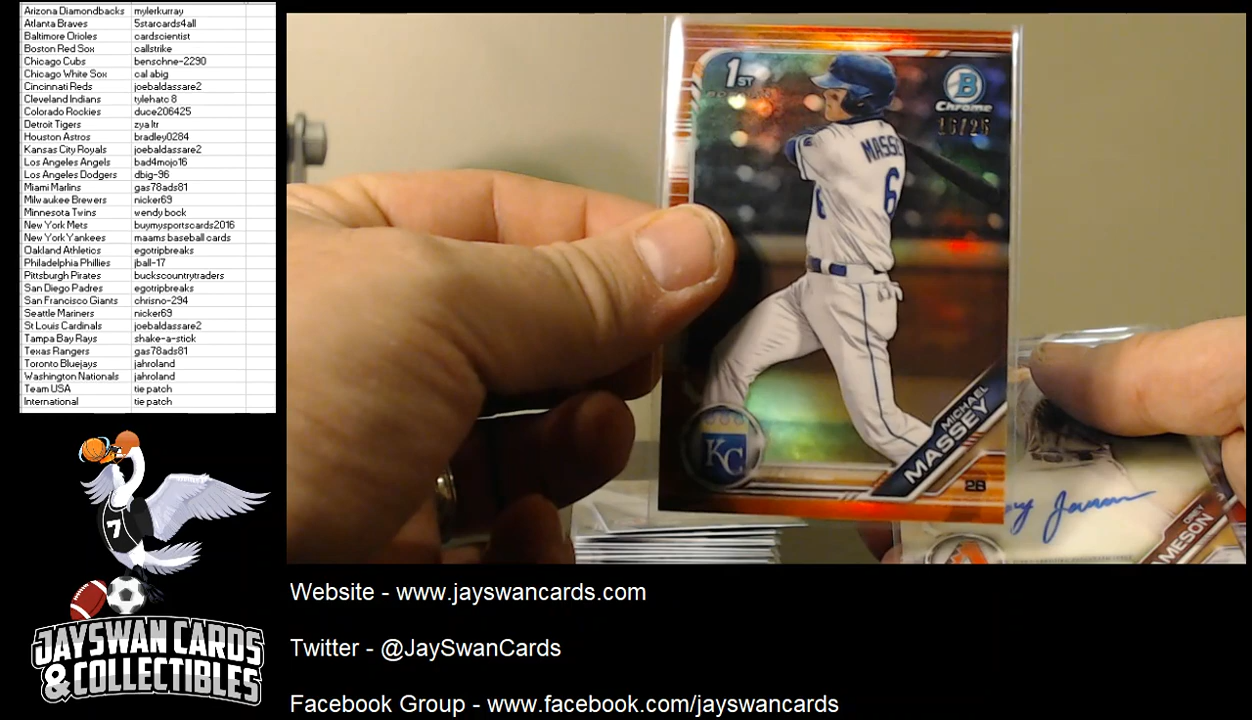 Arizona Diamondbacks mylerkurray
Atlanta Braves 5starcards4all
Baltimore Orioles cardscientist
Boston Red Sox callstrike
Chicago Cubs benschne-2290
Chicago White Sox cal abig
Cincinnati Reds joebaldassare2
Cleveland Indians tylehatc 8
Colorado Rockies duce206425
Detroit Tigers zya ltr
Houston Astros bradley0284
Kansas City Royals joebaldassare2
Los Angeles Angels bad4mojo16
Los Angeles Dodgers dbig-96
Miami Marlins gas78ads81
Milwaukee Brewers nicker69
Minnesota Twins wendy bock
New York Mets buymysportscards2016
New York Yankees maams baseball cards
Oakland Athletics egotripbreaks
Philadelphia Phillies jball-17
Pittsburgh Pirates buckscountrytraders
San Diego Padres egotripbreaks
San Francisco Giants chrisno-294
Seattle Mariners nicker69
St Louis Cardinals joebaldassare2
Tampa Bay Rays shake-a-stick
Texas Rangers gas78ads81
Toronto Bluejays jahroland
Washington Nationals jahroland
Team USA tie patch
International tie patch
1ST
B
Chrome
MASSE
6
6
KC
MICHAEL
MASSEY
28
MESON
7
JAYSWAN CARDS
& COLLECTIBLES
Website - www.jayswancards.com
Twitter - @JaySwanCards
Facebook Group - www.facebook.com/jayswancards